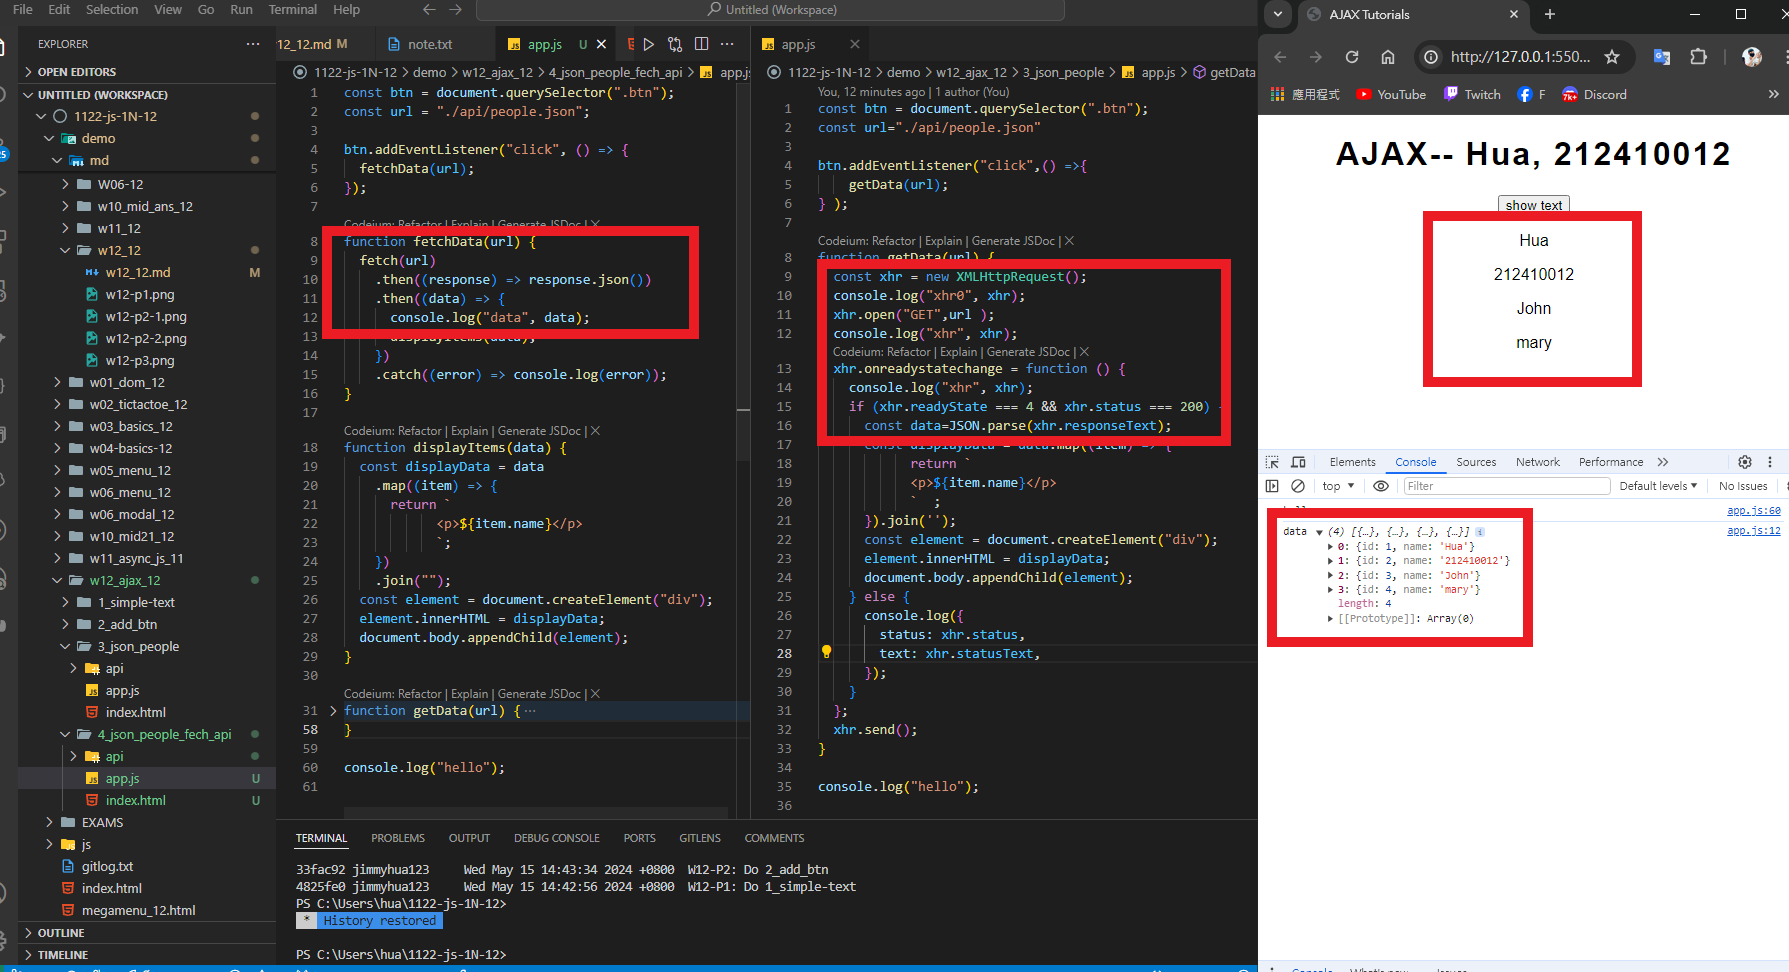 File Edit Selection View Go Run Terminal Help
Untitled (Workspace)
EXPLORER
OPEN EDITORS
UNTITLED (WORKSPACE)
1122-js-1N-12
demo
md
W06-12
w10_mid_ans_12
w11_12
w12_12
w12_12.md M
w12-p1.png
w12-p2-1.png
w12-p2-2.png
w12-p3.png
w01_dom_12
w02_tictactoe_12
w03_basics_12
w04-basics-12
w05_menu_12
w06_menu_12
w06_modal_12
w10_mid21_12
w11_async_js_11
w12_ajax_12
1_simple-text
2_add_btn
3_json_people
api
app.js
index.html
4_json_people_fech_api
api
app.js U
index.html U
EXAMS
js
gitlog.txt
index.html
megamenu_12.html
OUTLINE
TIMELINE
12_12.md M
note.txt
app.js U
1122-js-1N-12 > demo > w12_ajax_12 > 4_json_people_fech_api > app.js
1 const btn = document.querySelector(".btn");
2 const url = "./api/people.json";
3
4 btn.addEventListener("click", () => {
5 fetchData(url);
6 });
7
Codeium: Refactor | Explain | Generate JSDoc | X
8 function fetchData(url) {
9 fetch(url)
10 .then((response) => response.json())
11 .then((data) => {
12 console.log("data", data);
13 displayItems(data);
14 })
15 .catch((error) => console.log(error));
16 }
17
Codeium: Refactor | Explain | Generate JSDoc | X
18 function displayItems(data) {
19 const displayData = data
20 .map((item) => {
21 return `
22 <p>${item.name}</p>
23 `;
24 })
25 .join("");
26 const element = document.createElement("div");
27 element.innerHTML = displayData;
28 document.body.appendChild(element);
29 }
30
Codeium: Refactor | Explain | Generate JSDoc | X
31 function getData(url) { ...
58 }
59
60 console.log("hello");
61
app.js
1122-js-1N-12 > demo > w12_ajax_12 > 3_json_people > app.js > getData
You, 12 minutes ago | 1 author (You)
1 const btn = document.querySelector(".btn");
2 const url="./api/people.json"
3
4 btn.addEventListener("click",() =>{
5 getData(url);
6 } );
7
Codeium: Refactor | Explain | Generate JSDoc | X
8 function getData(url) {
9 const xhr = new XMLHttpRequest();
10 console.log("xhr0", xhr);
11 xhr.open("GET",url );
12 console.log("xhr", xhr);
Codeium: Refactor | Explain | Generate JSDoc | X
13 xhr.onreadystatechange = function () {
14 console.log("xhr", xhr);
15 if (xhr.readyState === 4 && xhr.status === 200)
16 const data=JSON.parse(xhr.responseText);
17 const displayData = data.map((item) => {
18 return `
19 <p>${item.name}</p>
20 ` ;
21 }).join('');
22 const element = document.createElement("div");
23 element.innerHTML = displayData;
24 document.body.appendChild(element);
25 } else {
26 console.log({
27 status: xhr.status,
28 text: xhr.statusText,
29 });
30 }
31 };
32 xhr.send();
33 }
34
35 console.log("hello");
36
TERMINAL PROBLEMS OUTPUT DEBUG CONSOLE PORTS GITLENS COMMENTS
33fac92 jimmyhua123 Wed May 15 14:43:34 2024 +0800 W12-P2: Do 2_add_btn
4825fe0 jimmyhua123 Wed May 15 14:42:56 2024 +0800 W12-P1: Do 1_simple-text
PS C:\Users\hua\1122-js-1N-12>
* History restored
PS C:\Users\hua\1122-js-1N-12>
AJAX Tutorials
http://127.0.0.1:550...
應用程式 YouTube Twitch F Discord
AJAX-- Hua, 212410012
show text
Hua
212410012
John
mary
Elements Console Sources Network Performance
top Filter Default levels No Issues
app.js:60
data (4) [{…}, {…}, {…}, {…}] app.js:12
0: {id: 1, name: 'Hua'}
1: {id: 2, name: '212410012'}
2: {id: 3, name: 'John'}
3: {id: 4, name: 'mary'}
length: 4
[[Prototype]]: Array(0)